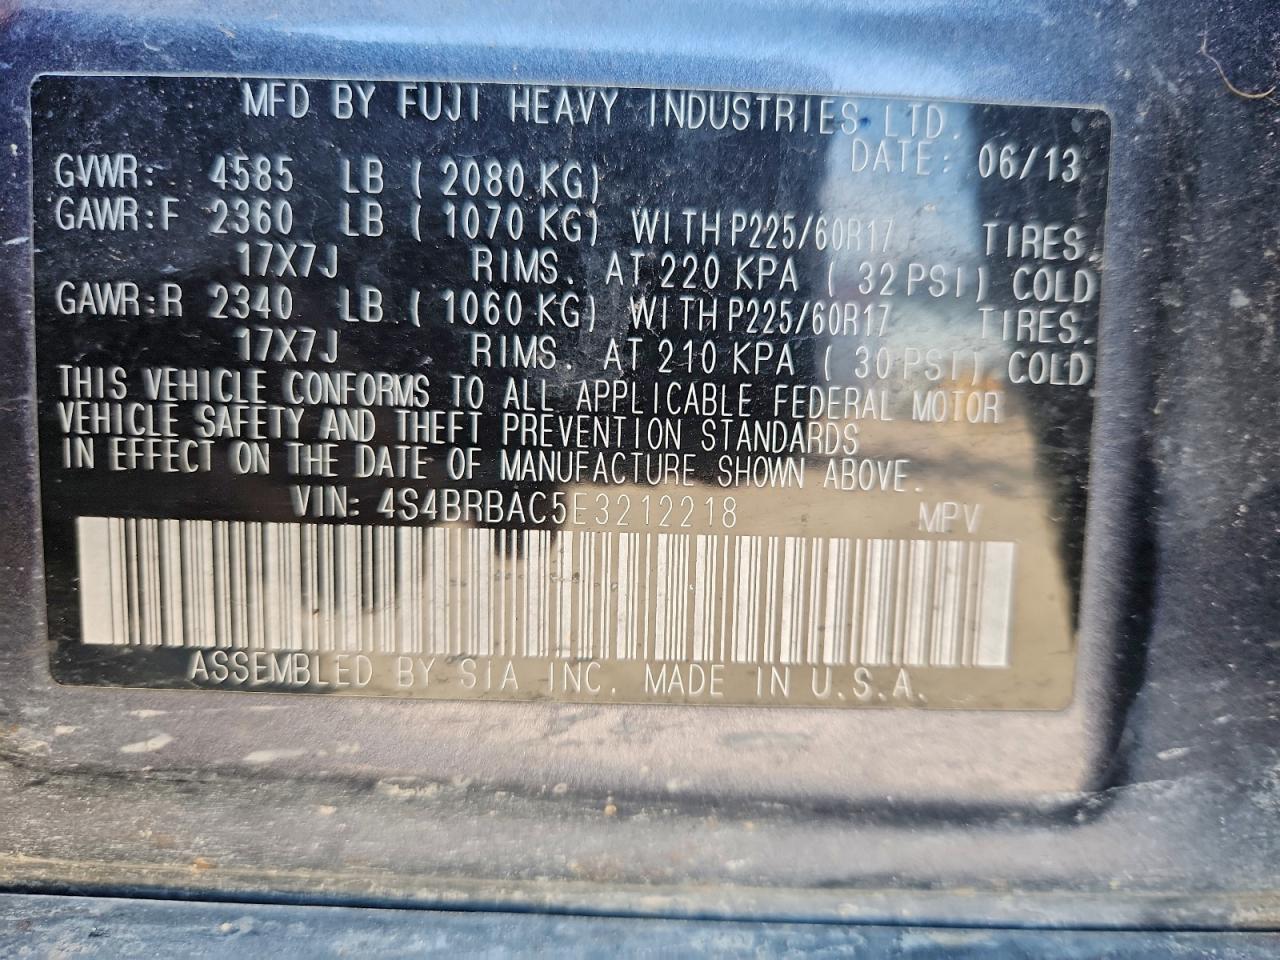 MFD BY FUJI HEAVY INDUSTRIES LTD.
DATE: 06/13
GVWR: 4585 LB ( 2080 KG)
GAWR:F 2360 LB ( 1070 KG) WITH P225/60R17 TIRES.
17X7J RIMS. AT 220 KPA ( 32 PSI) COLD
GAWR:R 2340 LB ( 1060 KG) WITH P225/60R17 TIRES.
17X7J RIMS. AT 210 KPA ( 30 PSI) COLD
THIS VEHICLE CONFORMS TO ALL APPLICABLE FEDERAL MOTOR
VEHICLE SAFETY AND THEFT PREVENTION STANDARDS
IN EFFECT ON THE DATE OF MANUFACTURE SHOWN ABOVE.
VIN: 4S4BRBAC5E3212218 MPV
ASSEMBLED BY SIA INC. MADE IN U.S.A.